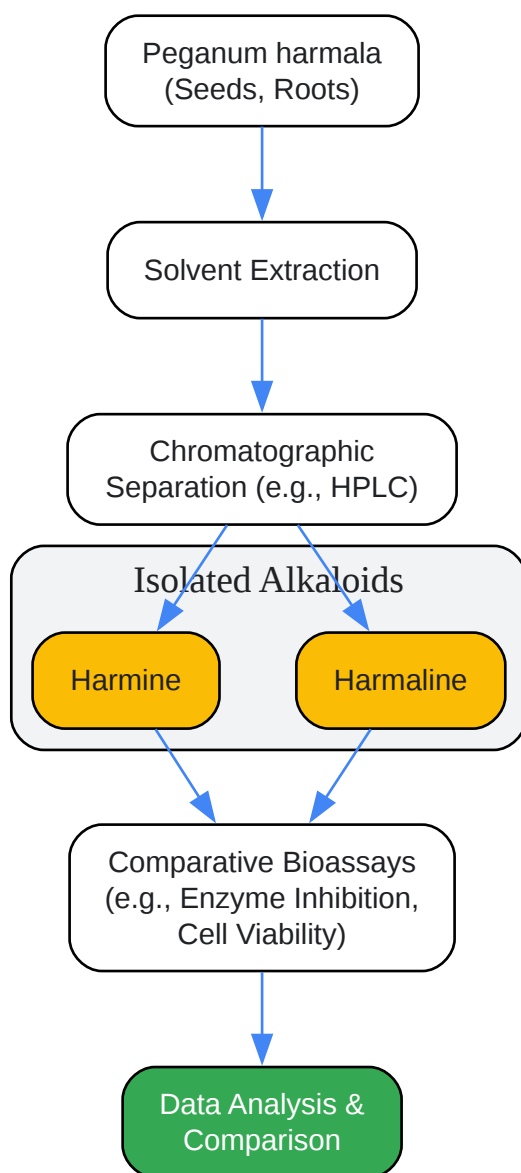 Peganum harmala
(Seeds, Roots)
Solvent Extraction
Chromatographic
Separation (e.g., HPLC)
Isolated Alkaloids
Harmine
Harmaline
Comparative Bioassays
(e.g., Enzyme Inhibition,
Cell Viability)
Data Analysis &
Comparison